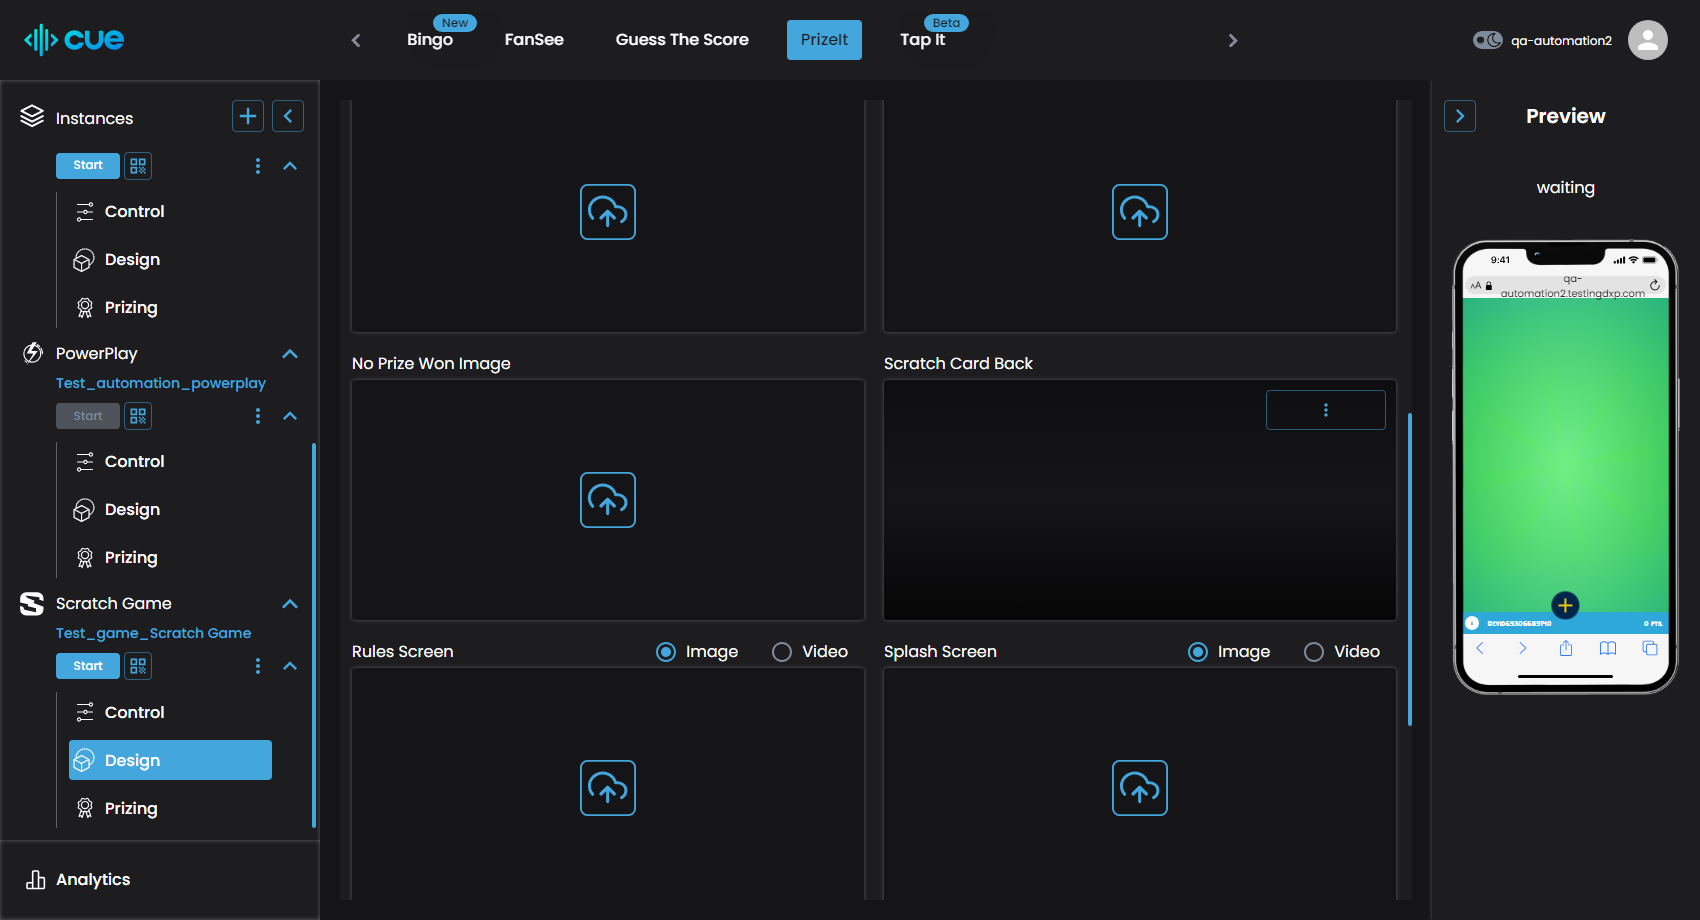 cue
New
Bingo
FanSee
Guess The Score
PrizeIt
Beta
Tap It
qa-automation2
Instances
Start
Control
Design
Prizing
PowerPlay
Test_automation_powerplay
Start
Control
Design
Prizing
Scratch Game
Test_game_Scratch Game
Start
Control
Design
Prizing
Analytics
No Prize Won Image
Scratch Card Back
Rules Screen
Image
Video
Splash Screen
Image
Video
Preview
waiting
9:41
AA
qa-
automation2.testingdxp.com
0 PTS.